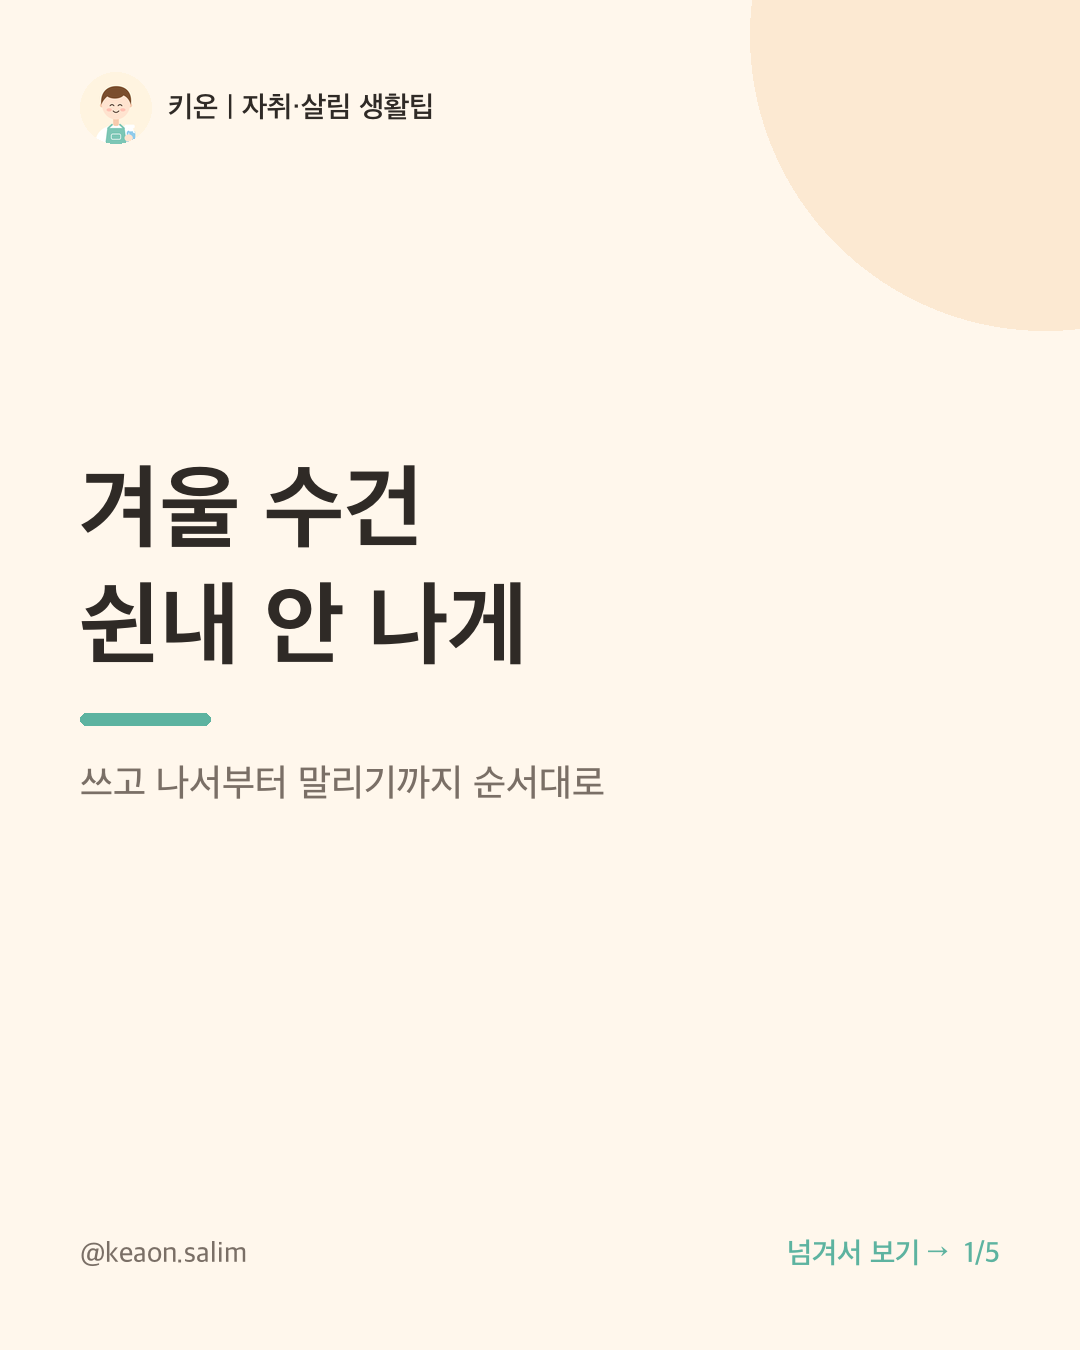 키온 | 자취·살림 생활팁
겨울 수건
쉰내 안 나게
쓰고 나서부터 말리기까지 순서대로
@keaon.salim
넘겨서 보기 → 1/5